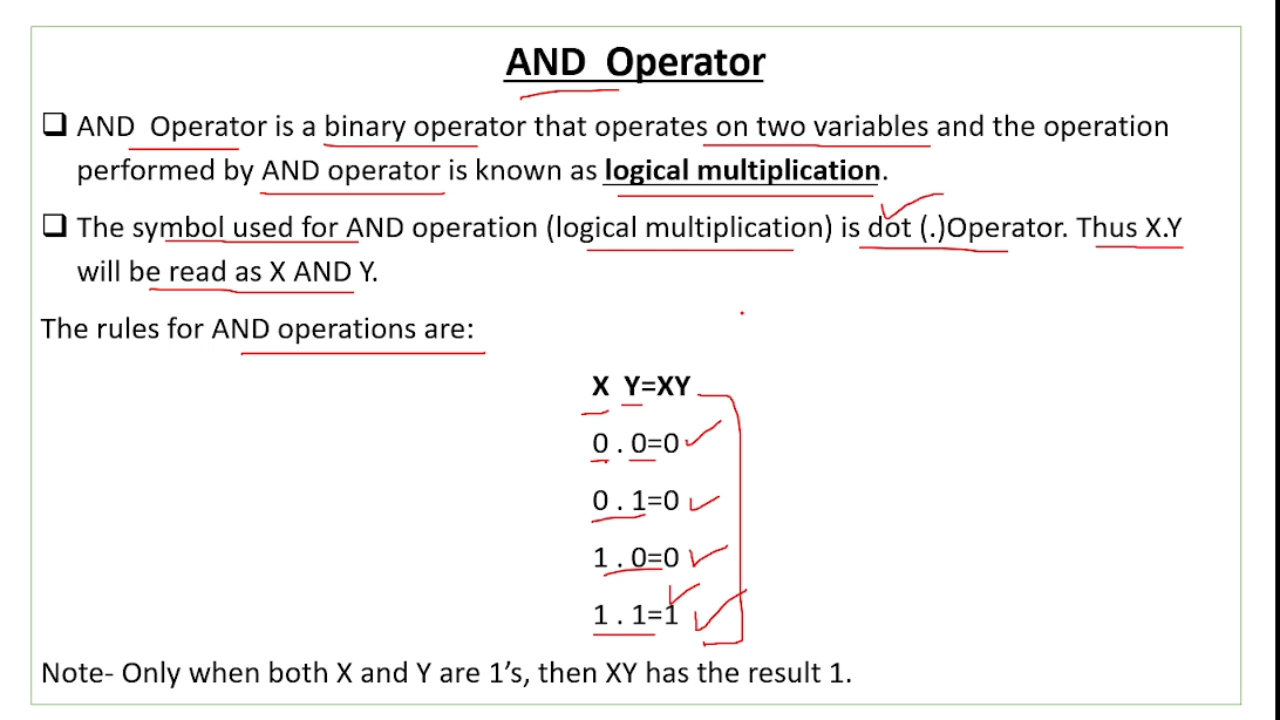 AND Operator
❑ AND Operator is a binary operator that operates on two variables and the operation
performed by AND operator is known as logical multiplication.
❑ The symbol used for AND operation (logical multiplication) is dot (.)Operator. Thus X.Y
will be read as X AND Y.
The rules for AND operations are:
X Y=XY
0 . 0=0
0 . 1=0
1 . 0=0
1 . 1=1
Note- Only when both X and Y are 1’s, then XY has the result 1.